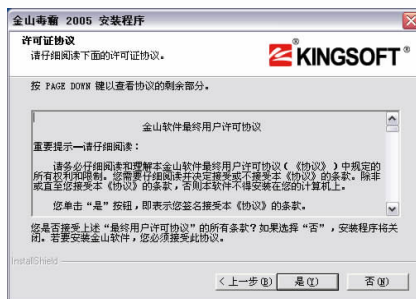 金山毒霸 2005 安装程序
许可证协议
请仔细阅读下面的许可证协议。
KINGSOFT®
按 PAGE DOWN 键以查看协议的剩余部分。
金山软件最终用户许可协议
重要提示—请仔细阅读：
请务必仔细阅读和理解本金山软件最终用户许可协议（《协议》）中规定的
所有权利和限制。您需要仔细阅读并决定接受或不接受本《协议》的条款。除非
或直至您接受本《协议》的条款，否则本软件不得安装在您的计算机上。
您单击“是”按钮，即表示您签名接受本《协议》的条款。
您是否接受上述“最终用户许可协议”的所有条款？如果选择“否”，安装程序将关
闭。若要安装金山软件，您必须接受此协议。
InstallShield
< 上一步(B) 是(Y) 否(N)